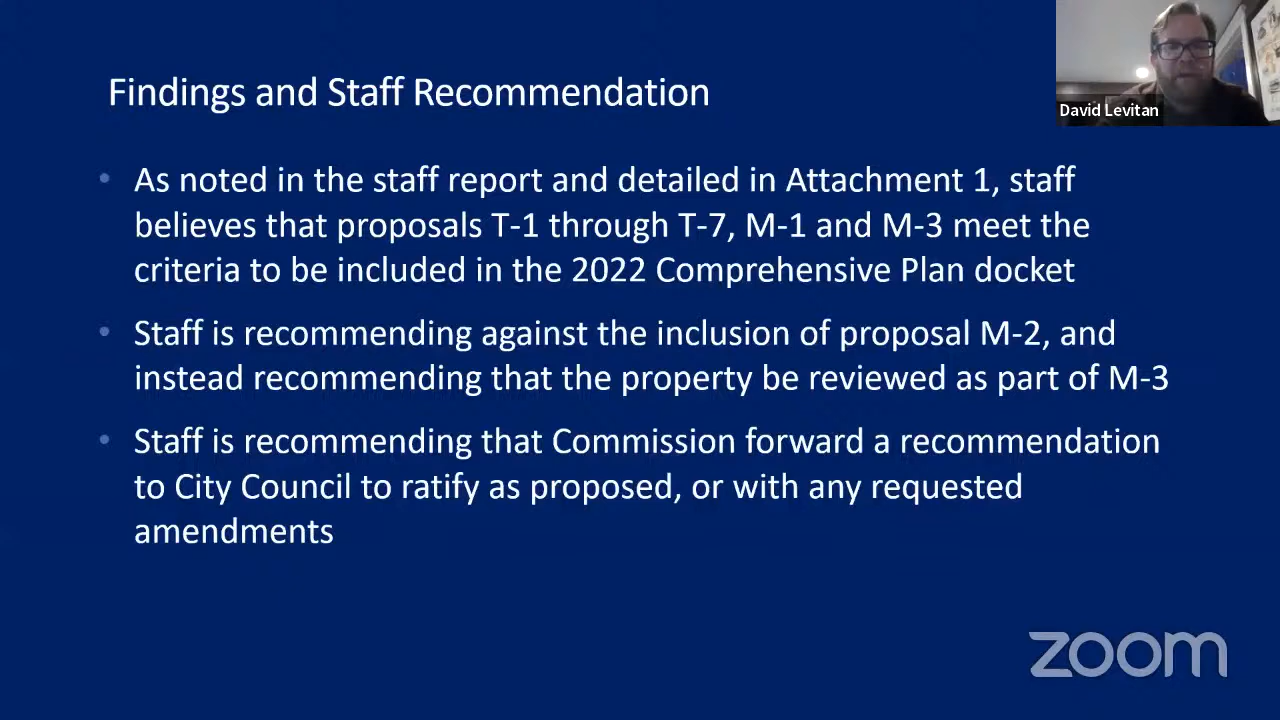 Findings and Staff Recommendation
David Levitan
• As noted in the staff report and detailed in Attachment 1, staff
believes that proposals T-1 through T-7, M-1 and M-3 meet the
criteria to be included in the 2022 Comprehensive Plan docket
• Staff is recommending against the inclusion of proposal M-2, and
instead recommending that the property be reviewed as part of M-3
• Staff is recommending that Commission forward a recommendation
to City Council to ratify as proposed, or with any requested
amendments
zoom